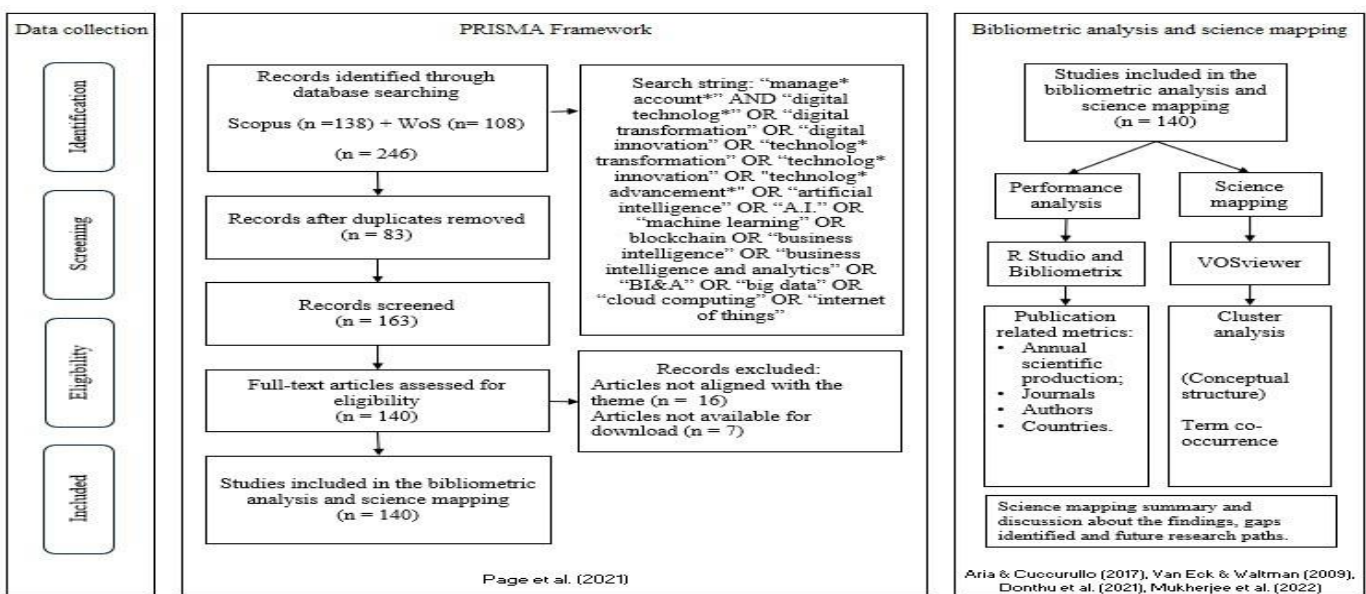 Data collection
Identification
Screening
Eligibility
Included
PRISMA Framework
Records identified through
database searching
Scopus (n =138) + WoS (n= 108)
(n = 246)
Records after duplicates removed
(n = 83)
Records screened
(n = 163)
Full-text articles assessed for
eligibility
(n = 140)
Studies included in the bibliometric
analysis and science mapping
(n = 140)
Search string: “manage*
account*” AND “digital
technolog*” OR “digital
transformation” OR “digital
innovation” OR “technolog*
transformation” OR “technolog*
innovation” OR "technolog*
advancement*" OR “artificial
intelligence” OR “A.I.” OR
“machine learning” OR
blockchain OR “business
intelligence” OR “business
intelligence and analytics” OR
“BI&A” OR “big data” OR
“cloud computing” OR “internet
of things”
Records excluded:
Articles not aligned with the
theme (n = 16)
Articles not available for
download (n = 7)
Page et al. (2021)
Bibliometric analysis and science mapping
Studies included in the
bibliometric analysis and
science mapping
(n = 140)
Performance
analysis
Science
mapping
R Studio and
Bibliometrix
VOSviewer
Publication
related metrics:
• Annual
scientific
production;
• Journals
• Authors
• Countries.
Cluster
analysis
(Conceptual
structure)
Term co-
occurrence
Science mapping summary and
discussion about the findings, gaps
identified and future research paths.
Aria & Cuccurullo (2017), Van Eck & Waltman (2009),
Donthu et al. (2021), Mukherjee et al. (2022)